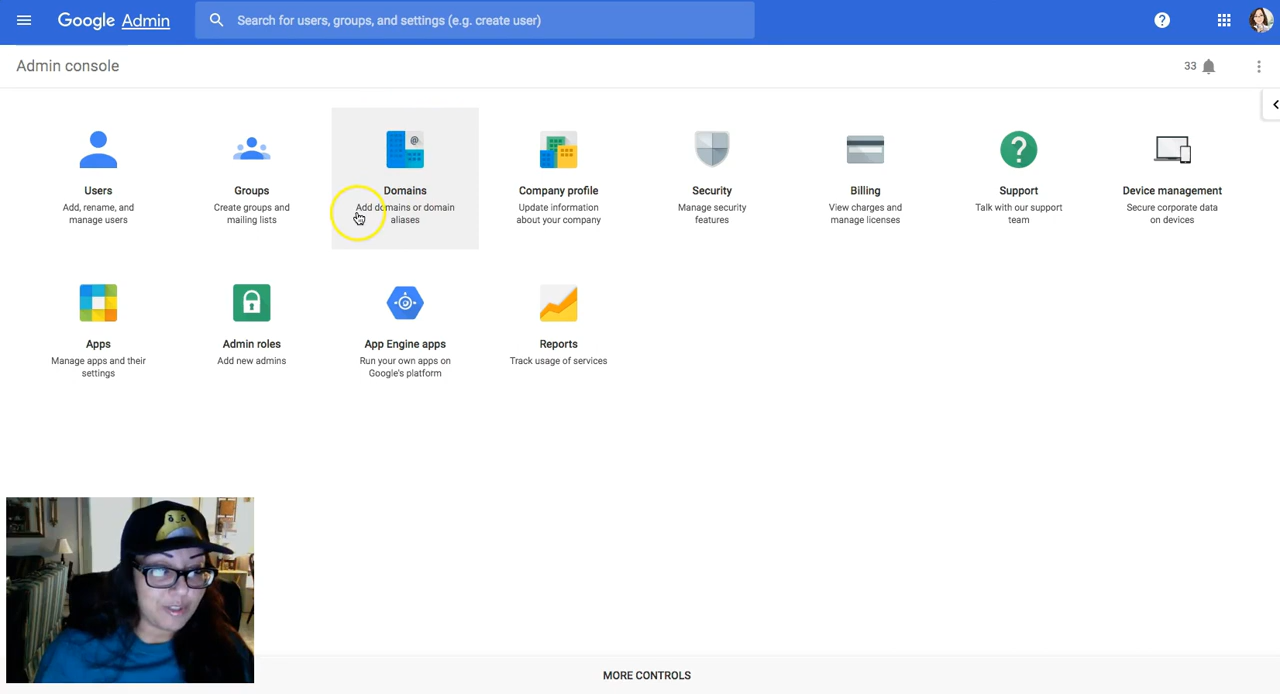 Google Admin
Search for users, groups, and settings (e.g. create user)
?
Admin console
33
@
?
Users
Add, rename, and
manage users
Groups
Create groups and
mailing lists
Domains
Add domains or domain
aliases
Company profile
Update information
about your company
Security
Manage security
features
Billing
View charges and
manage licenses
Support
Talk with our support
team
Device management
Secure corporate data
on devices
Apps
Manage apps and their
settings
Admin roles
Add new admins
App Engine apps
Run your own apps on
Google's platform
Reports
Track usage of services
MORE CONTROLS